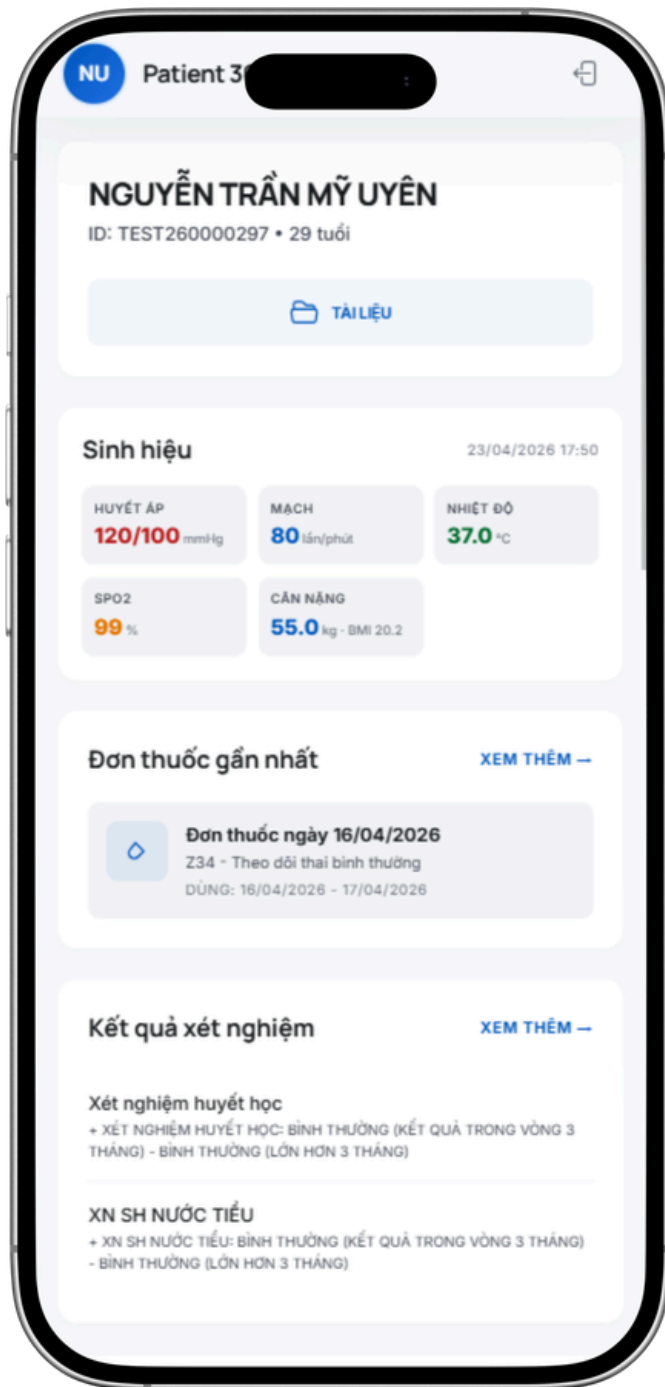 NU
Patient 3
NGUYỄN TRẦN MỸ UYÊN
ID: TEST260000297 • 29 tuổi
TÀI LIỆU
Sinh hiệu
23/04/2026 17:50
HUYẾT ÁP
120/100 mmHg
MẠCH
80 lần/phút
NHIỆT ĐỘ
37.0 °C
SPO2
99 %
CÂN NẶNG
55.0 kg - BMI 20.2
Đơn thuốc gần nhất
XEM THÊM →
Đơn thuốc ngày 16/04/2026
Z34 - Theo dõi thai bình thường
DÙNG: 16/04/2026 - 17/04/2026
Kết quả xét nghiệm
XEM THÊM →
Xét nghiệm huyết học
+ XÉT NGHIỆM HUYẾT HỌC: BÌNH THƯỜNG (KẾT QUẢ TRONG VÒNG 3
THÁNG) - BÌNH THƯỜNG (LỚN HƠN 3 THÁNG)
XN SH NƯỚC TIỂU
+ XN SH NƯỚC TIỂU: BÌNH THƯỜNG (KẾT QUẢ TRONG VÒNG 3 THÁNG)
- BÌNH THƯỜNG (LỚN HƠN 3 THÁNG)